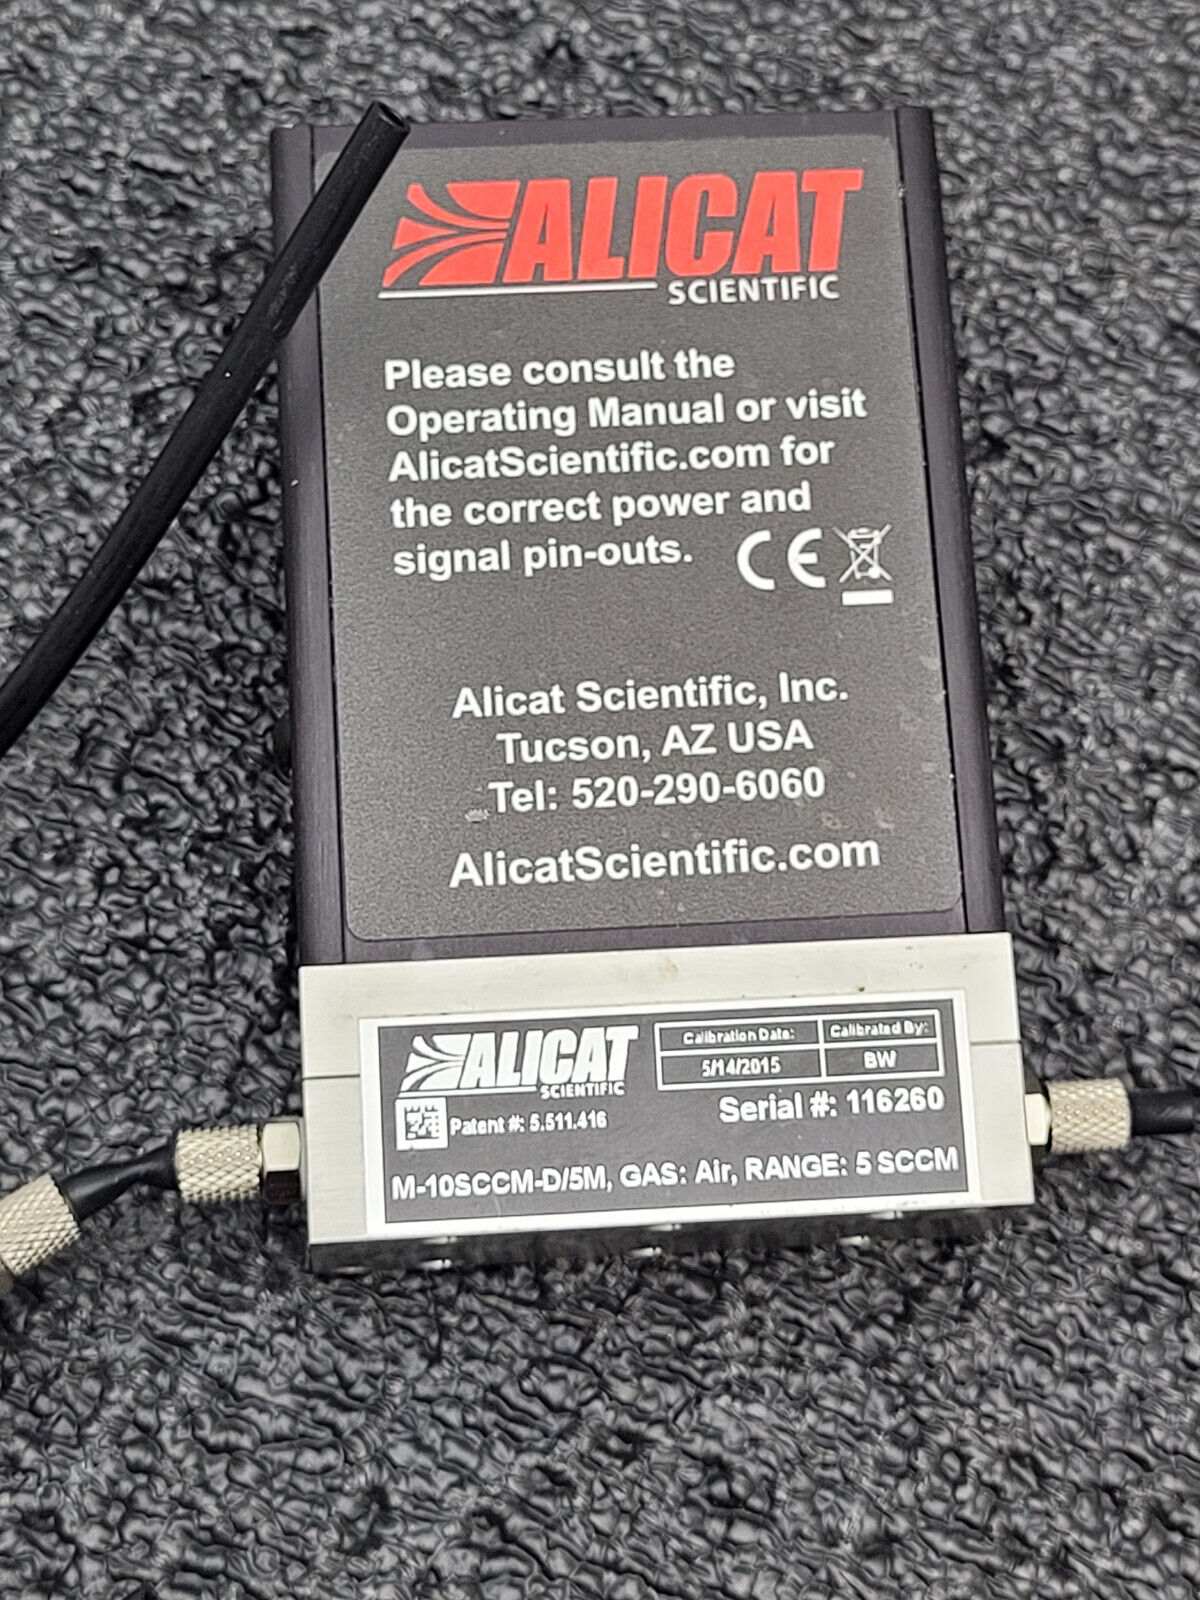 ALICAT
SCIENTIFIC
Please consult the
Operating Manual or visit
AlicatScientific.com for
the correct power and
signal pin-outs. CE
Alicat Scientific, Inc.
Tucson, AZ USA
Tel: 520-290-6060
AlicatScientific.com
ALICAT
SCIENTIFIC
Calibration Date: Calibrated By:
5/14/2015 BW
Patent #: 5.511.416
Serial #: 116260
M-10SCCM-D/5M, GAS: Air, RANGE: 5 SCCM